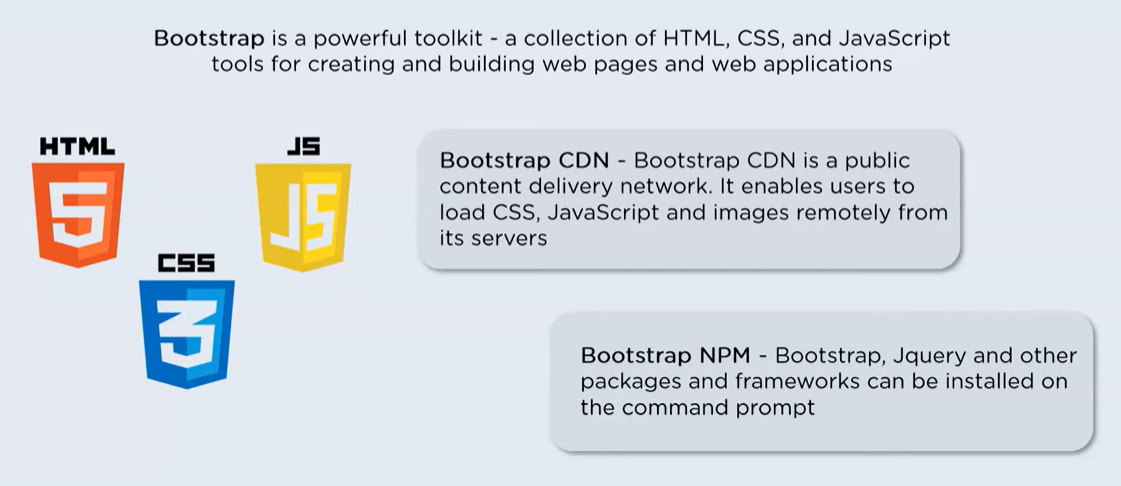 Bootstrap is a powerful toolkit - a collection of HTML, CSS, and JavaScript
tools for creating and building web pages and web applications
HTML
5
JS
JS
CSS
3
Bootstrap CDN - Bootstrap CDN is a public
content delivery network. It enables users to
load CSS, JavaScript and images remotely from
its servers
Bootstrap NPM - Bootstrap, Jquery and other
packages and frameworks can be installed on
the command prompt